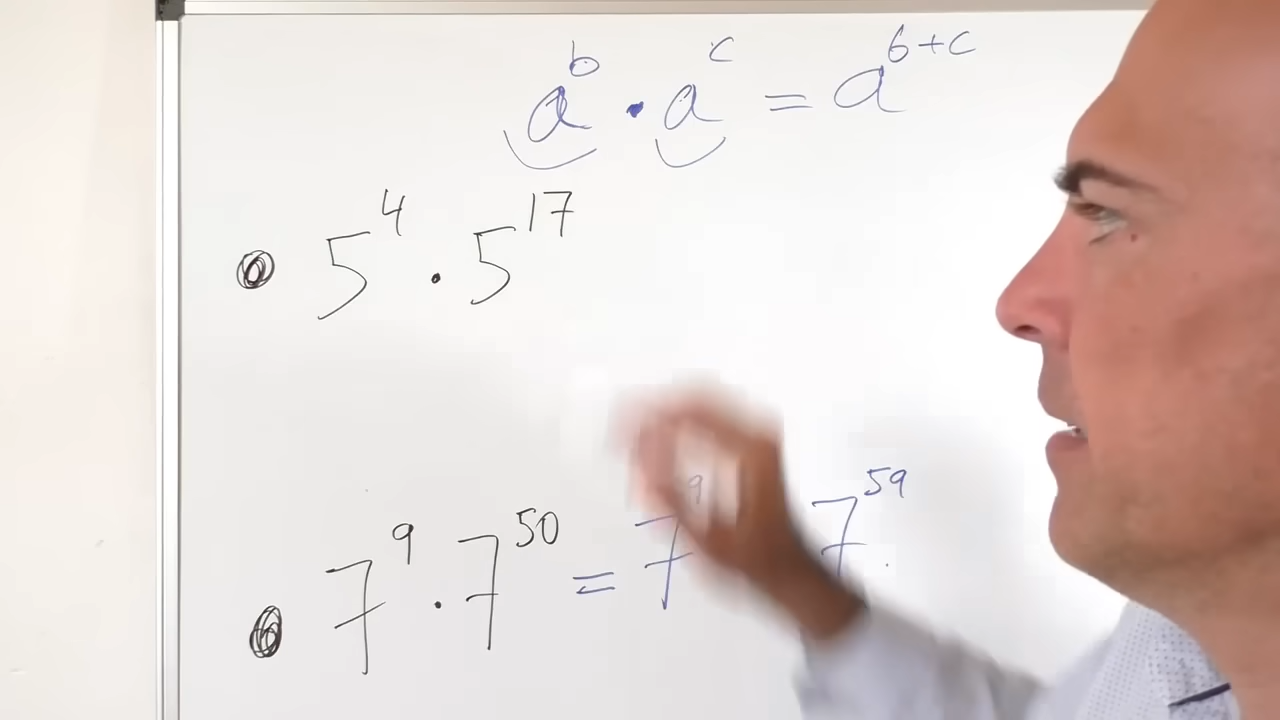 a^b · a^c = a^{b+c}
5^4 · 5^{17}
7^9 · 7^{50} = 7^9 7^{59}